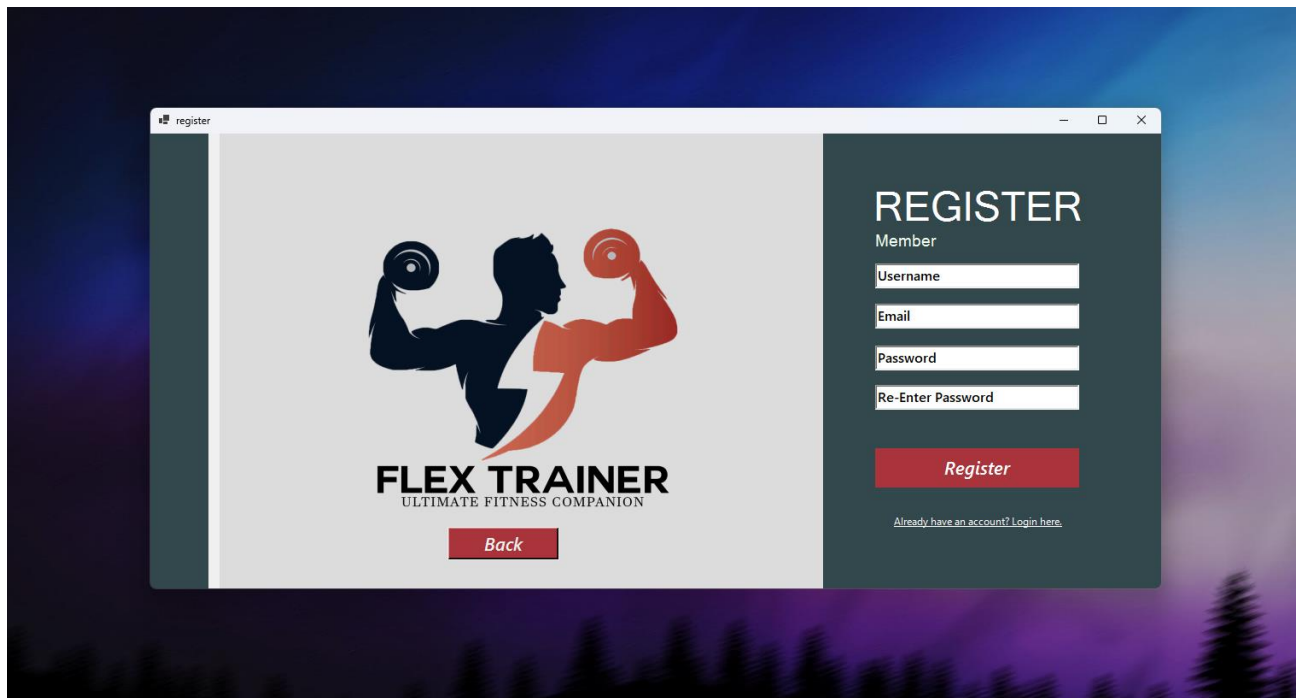 register
FLEX TRAINER
ULTIMATE FITNESS COMPANION
Back
REGISTER
Member
Username
Email
Password
Re-Enter Password
Register
Already have an account? Login here.